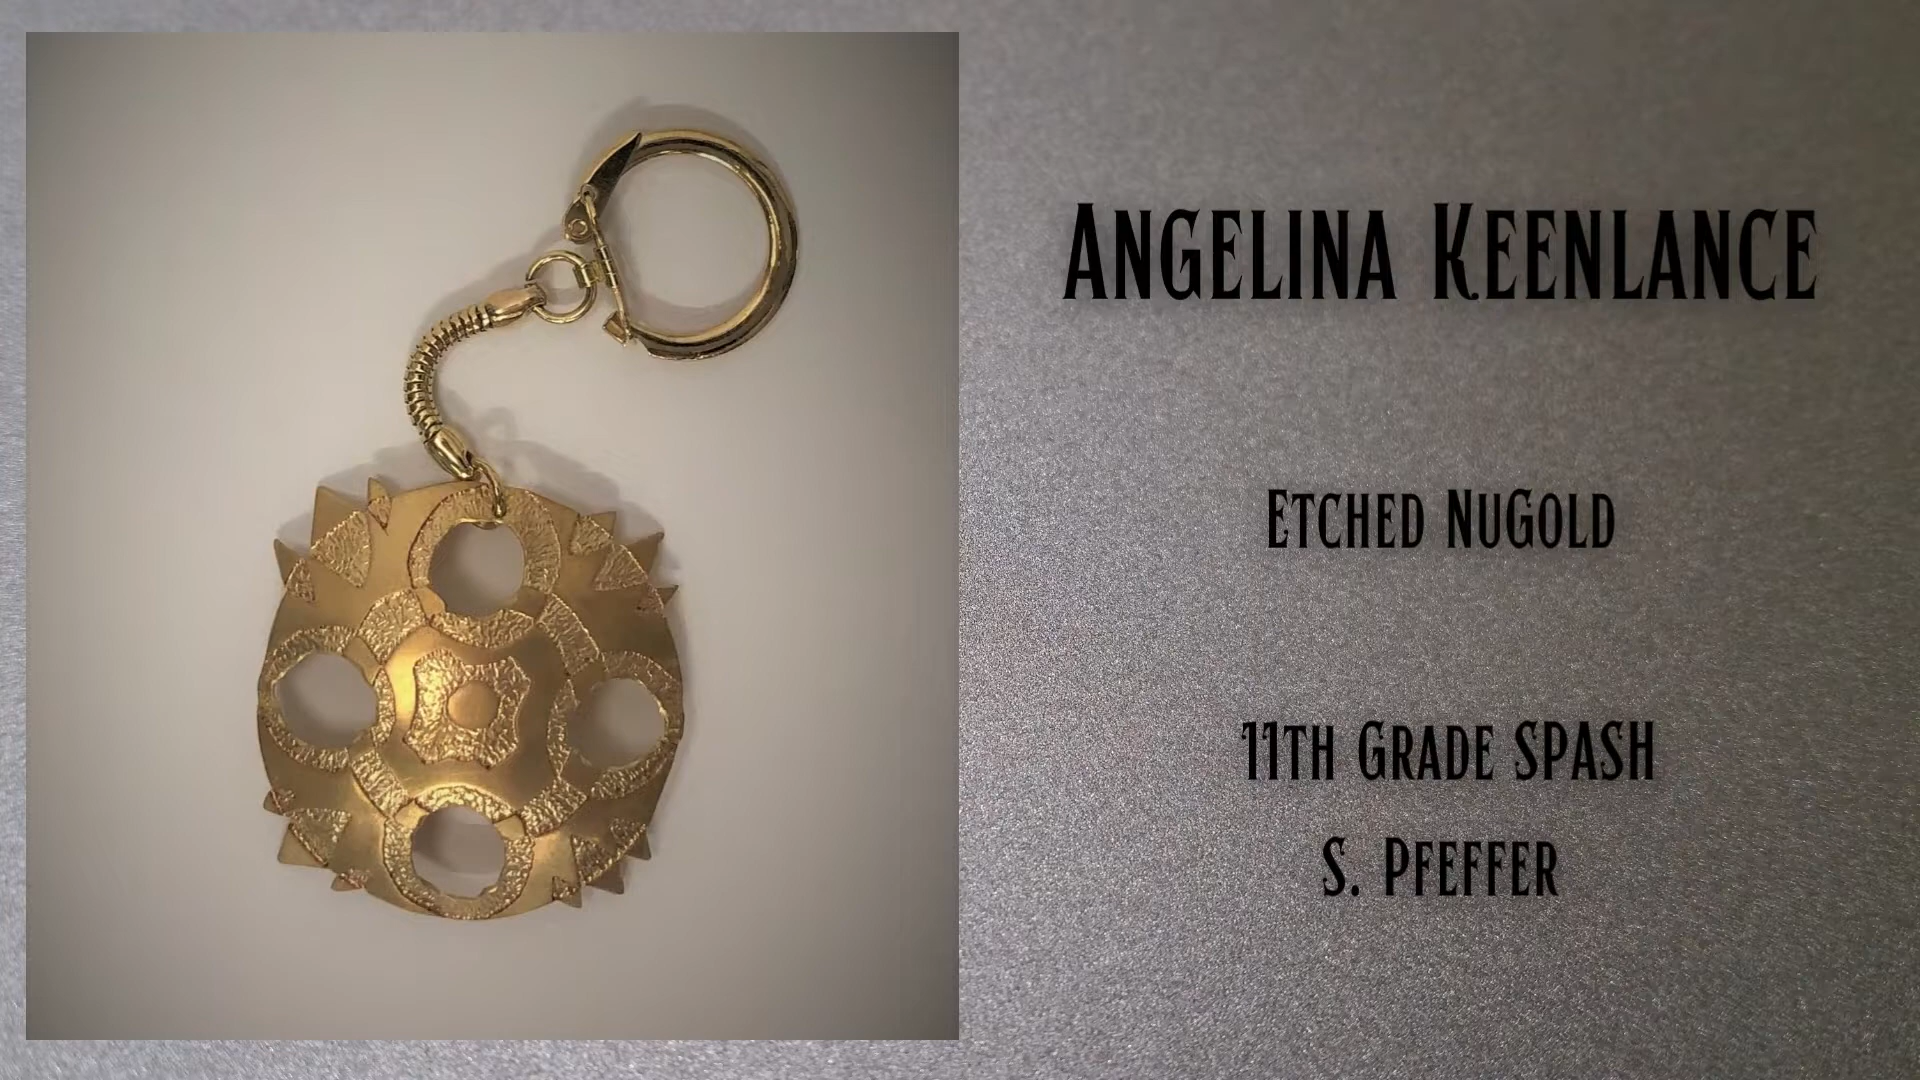 Angelina Keenlance
Etched NuGold
11th Grade SPASH
S. Pfeffer